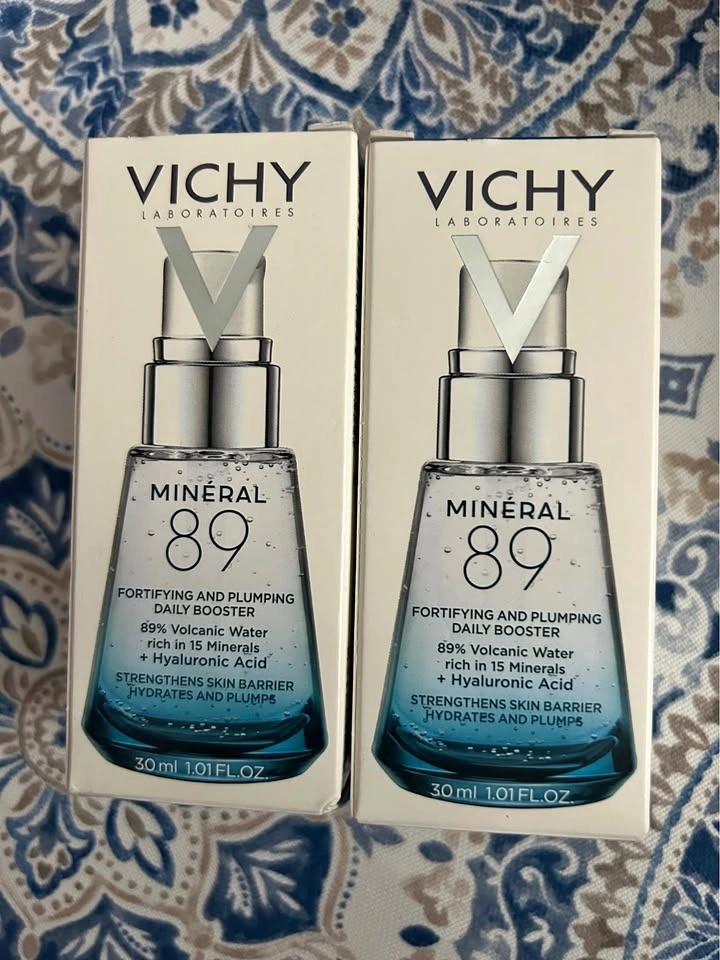 VICHY
LABORATOIRES
MINÉRAL
89
FORTIFYING AND PLUMPING
DAILY BOOSTER
89% Volcanic Water
rich in 15 Minerals
+ Hyaluronic Acid
STRENGTHENS SKIN BARRIER
HYDRATES AND PLUMPS
30 ml 1.01 FL.OZ.
VICHY
LABORATOIRES
MINÉRAL
89
FORTIFYING AND PLUMPING
DAILY BOOSTER
89% Volcanic Water
rich in 15 Minerals
+ Hyaluronic Acid
STRENGTHENS SKIN BARRIER
HYDRATES AND PLUMPS
30 ml 1.01 FL.OZ.